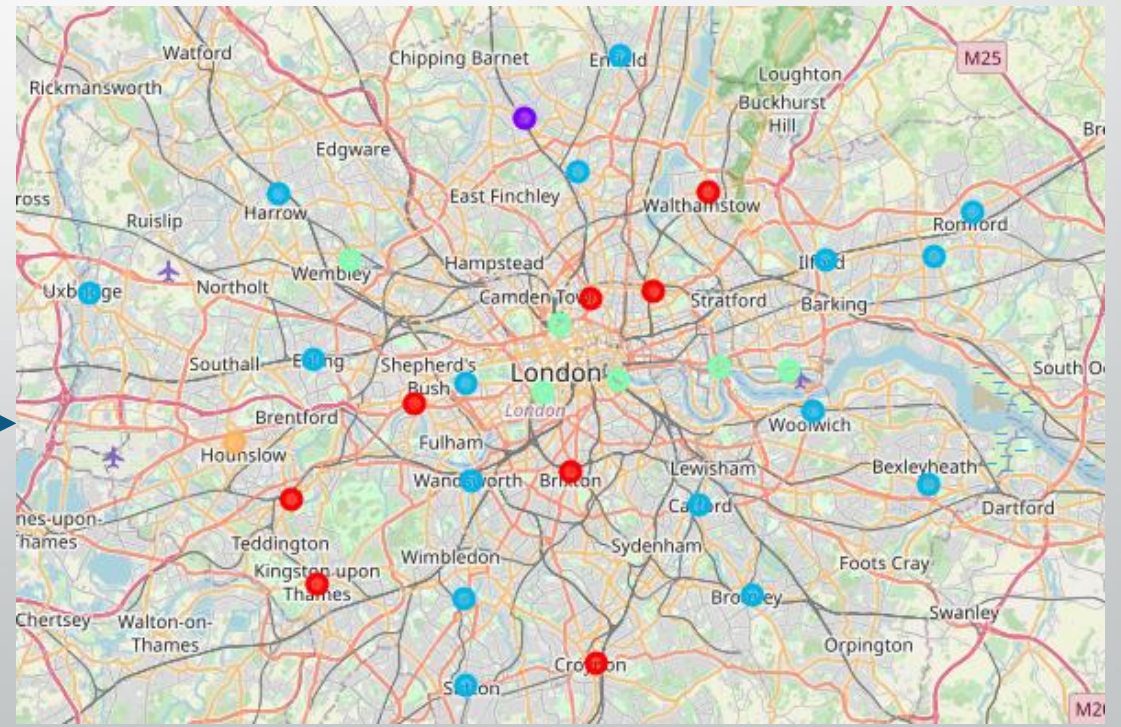 Watford
Chipping Barnet
Enfield
M25
Rickmansworth
Loughton
Buckhurst
Hill
Edgware
ross
East Finchley
Harrow
Walthamstow
Ruislip
Romford
Wembley
Hampstead
Ilford
Uxbridge
Northolt
Camden Town
Stratford
Barking
Southall
Ealing
Shepherd's
Bush
London
South O
Brentford
London
Woolwich
Fulham
Hounslow
Lewisham
Bexleyheath
Wandsworth
Brixton
Catford
Dartford
nes-upon-
Thames
Teddington
Sydenham
Wimbledon
Foots Cray
Kingston upon
Thames
Bromley
Chertsey
Walton-on-
Thames
Swanley
Orpington
Croydon
Sutton